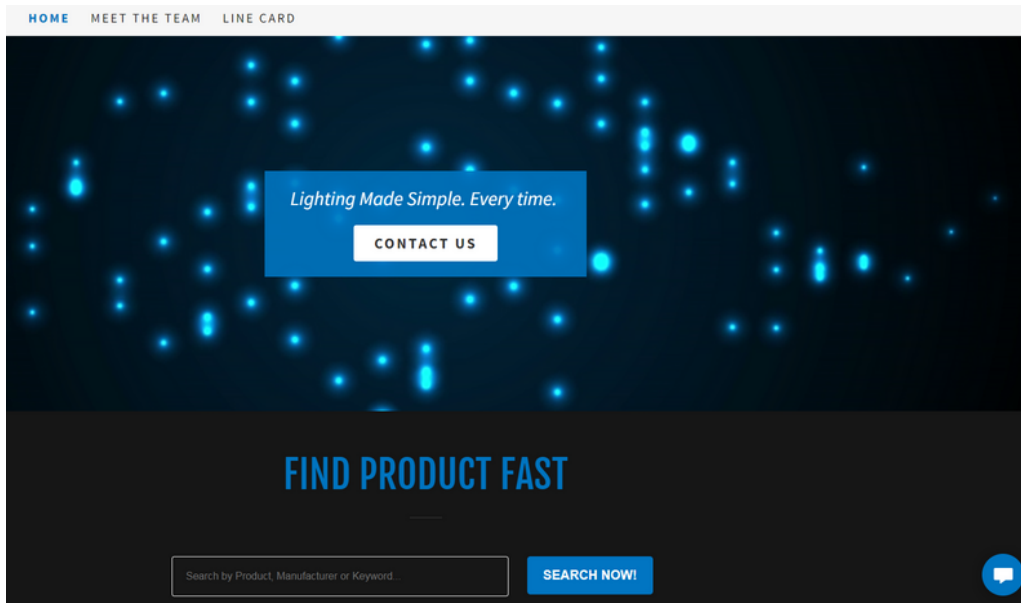 HOME MEET THE TEAM LINE CARD
Lighting Made Simple. Every time.
CONTACT US
FIND PRODUCT FAST
Search by Product, Manufacturer or Keyword... SEARCH NOW!